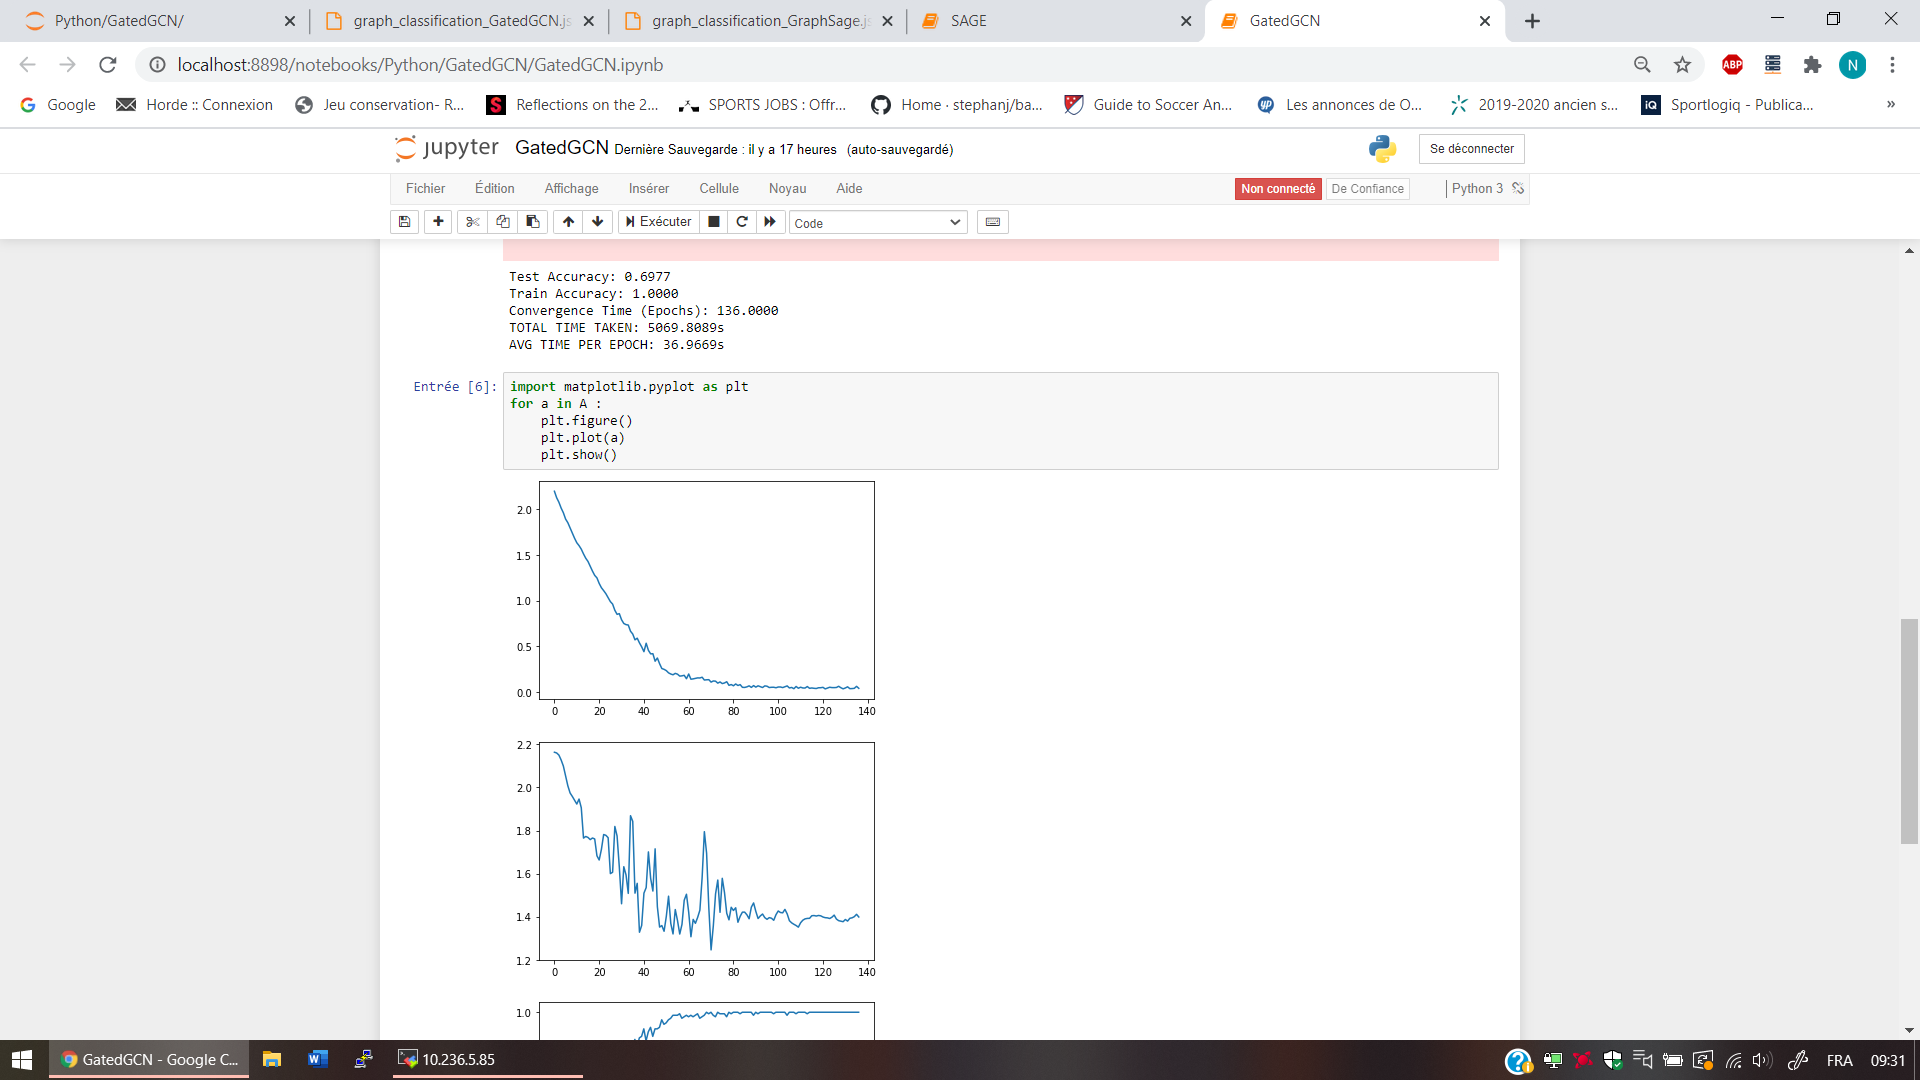 Python/GatedGCN/
graph_classification_GatedGCN.js
graph_classification_GraphSage.js
SAGE
GatedGCN
localhost:8898/notebooks/Python/GatedGCN/GatedGCN.ipynb
ABP
N
Google
Horde :: Connexion
Jeu conservation- R...
Reflections on the 2...
SPORTS JOBS : Offr...
Home · stephanj/ba...
Guide to Soccer An...
Les annonces de O...
2019-2020 ancien s...
iQ
Sportlogiq - Publica...
»
jupyter
GatedGCN Dernière Sauvegarde : il y a 17 heures (auto-sauvegardé)
Se déconnecter
Fichier
Édition
Affichage
Insérer
Cellule
Noyau
Aide
Non connecté
De Confiance
Python 3
Exécuter
Code
Test Accuracy: 0.6977
Train Accuracy: 1.0000
Convergence Time (Epochs): 136.0000
TOTAL TIME TAKEN: 5069.8089s
AVG TIME PER EPOCH: 36.9669s
Entrée [6]:
import matplotlib.pyplot as plt
for a in A :
    plt.figure()
    plt.plot(a)
    plt.show()
2.0
1.5
1.0
0.5
0.0
0 20 40 60 80 100 120 140
2.2
2.0
1.8
1.6
1.4
1.2
0 20 40 60 80 100 120 140
1.0
GatedGCN - Google C...
10.236.5.85
FRA
09:31